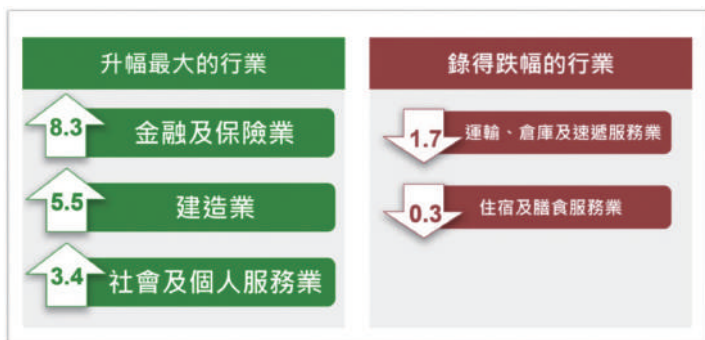 升幅最大的行業
8.3
金融及保險業
5.5
建造業
3.4
社會及個人服務業
錄得跌幅的行業
1.7
運輸、倉庫及速遞服務業
0.3
住宿及膳食服務業